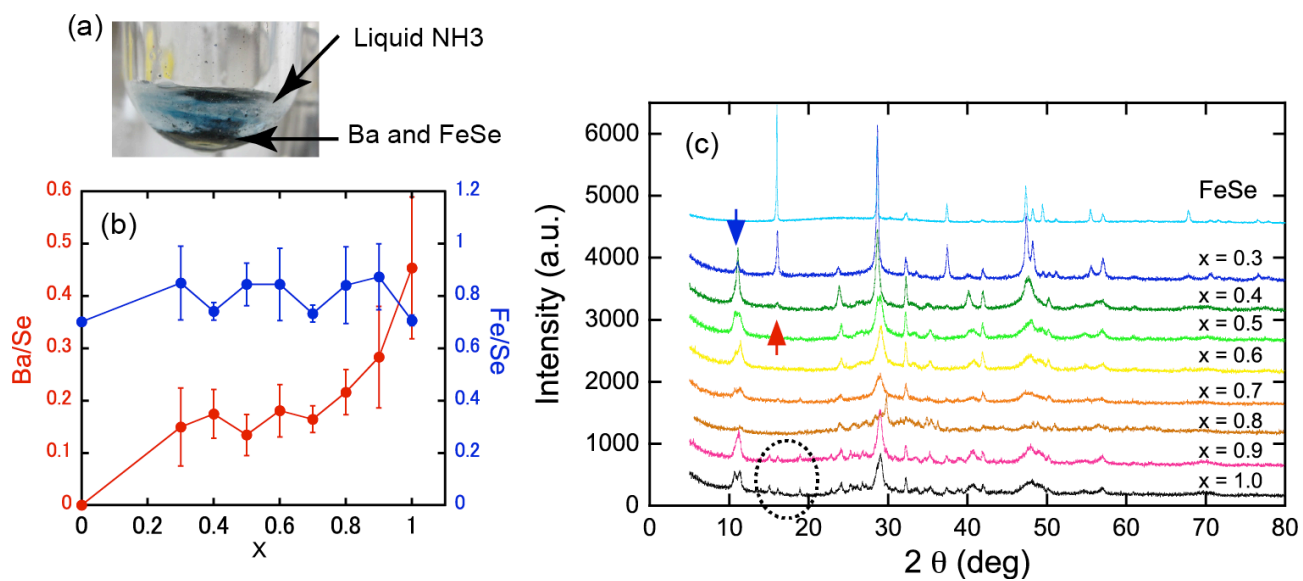 (a)
Liquid NH3
Ba and FeSe
(b)
0.6
0.5
0.4
0.3
0.2
0.1
0
Ba/Se
1.2
1
0.8
0.6
0.4
0.2
0
Fe/Se
0 0.2 0.4 0.6 0.8 1
x
(c)
6000
5000
4000
3000
2000
1000
0
Intensity (a.u.)
FeSe
x = 0.3
x = 0.4
x = 0.5
x = 0.6
x = 0.7
x = 0.8
x = 0.9
x = 1.0
0 10 20 30 40 50 60 70 80
2 θ (deg)